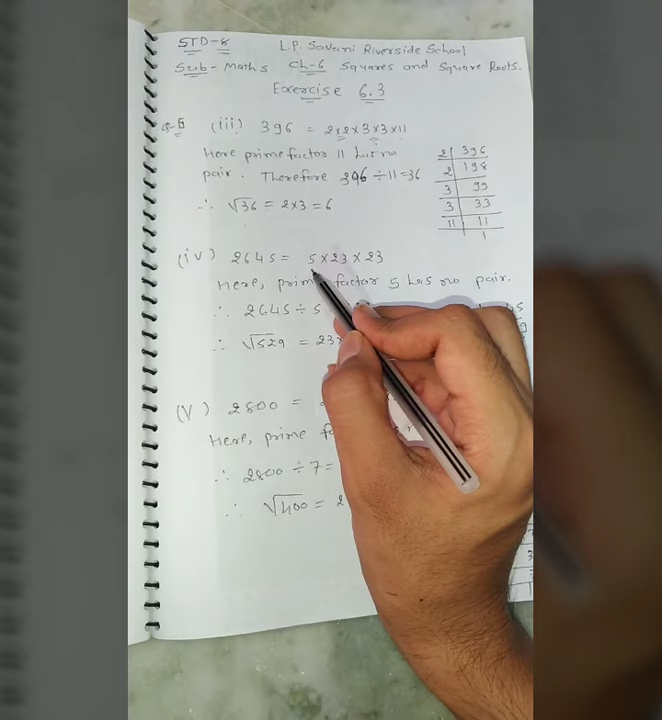 STD-8 L.P. Savani Riverside School
Sub- Maths Ch-6 Squares and Square Roots.
Exercise 6.3
Q-6 (iii) 396 = 2×2×3×3×11
Here prime factor 11 has no
pair. Therefore 396 ÷ 11 = 36
∴ √36 = 2×3 = 6
2 | 396
2 | 198
3 | 99
3 | 33
11 | 11
1
(iv) 2645 = 5×23×23
Here, prime factor 5 has no pair.
∴ 2645 ÷ 5
∴ √529 = 23
(V) 2800 =
Here, prime
∴ 2800 ÷ 7 =
∴ √400 = 2